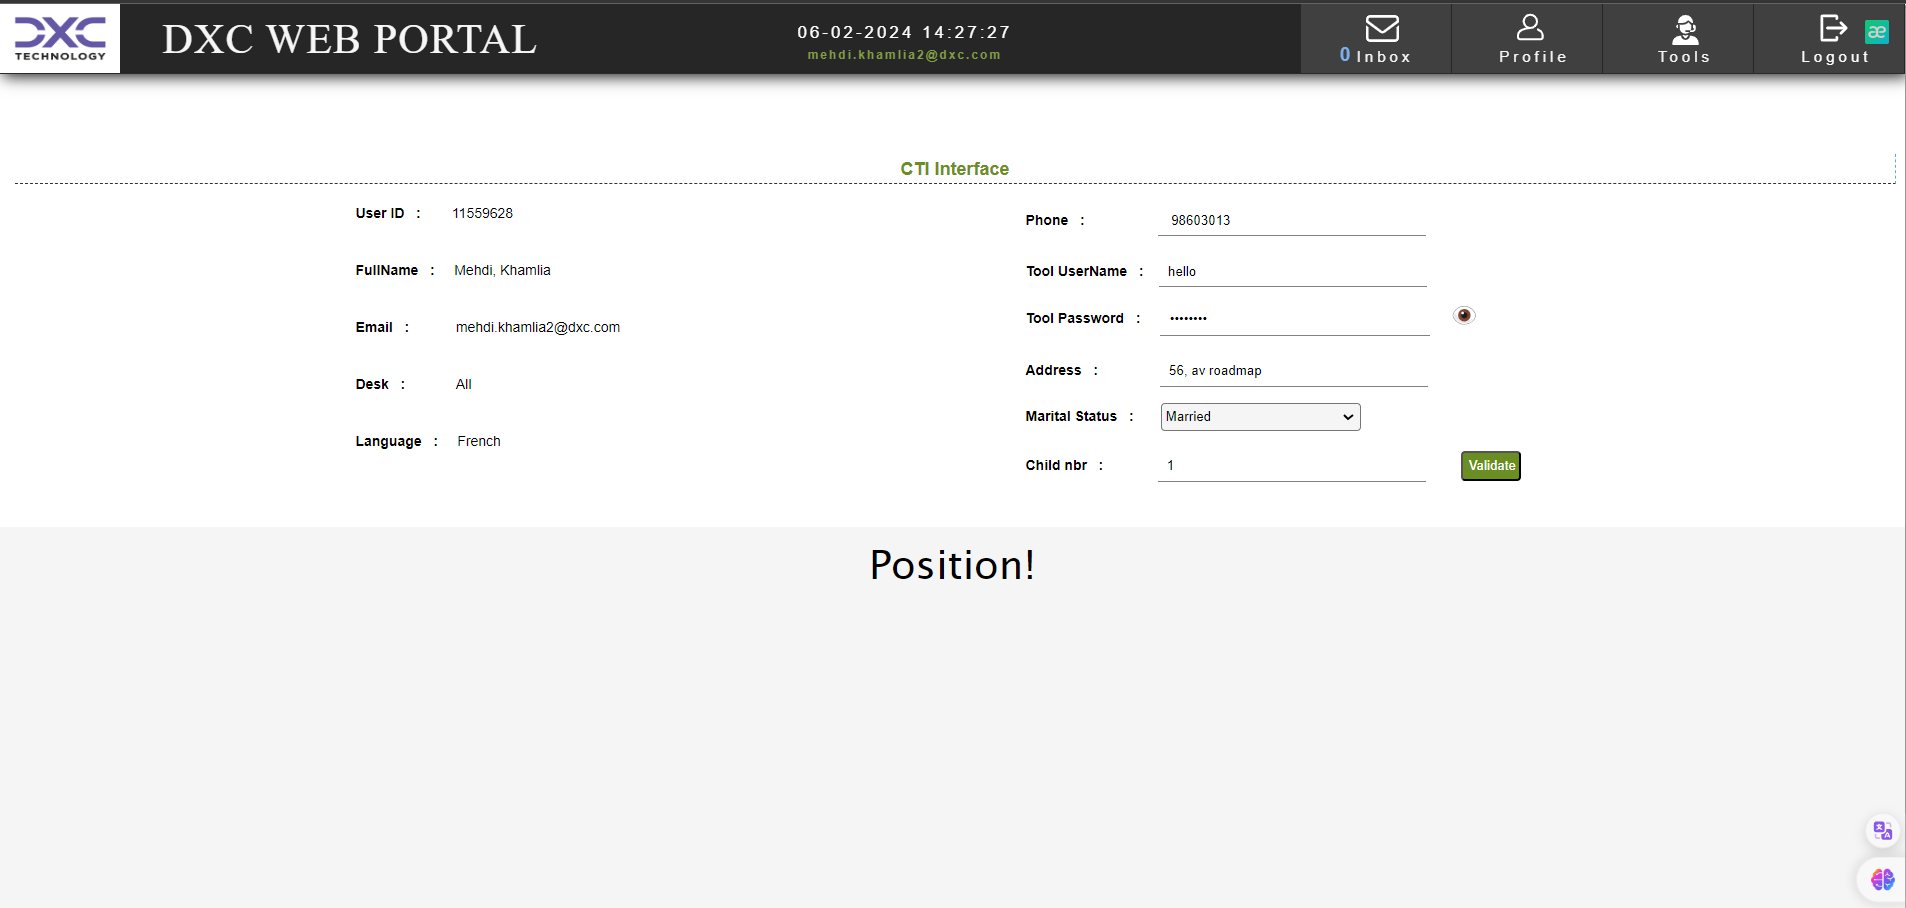 DXC
TECHNOLOGY
DXC WEB PORTAL
06-02-2024 14:27:27
mehdi.khamlia2@dxc.com
0 Inbox
Profile
Tools
Logout
æ
CTI Interface
User ID : 11559628
FullName : Mehdi, Khamlia
Email : mehdi.khamlia2@dxc.com
Desk : All
Language : French
Phone : 98603013
Tool UserName : hello
Tool Password : ••••••••
Address : 56, av roadmap
Marital Status : Married
Child nbr : 1
Validate
Position!